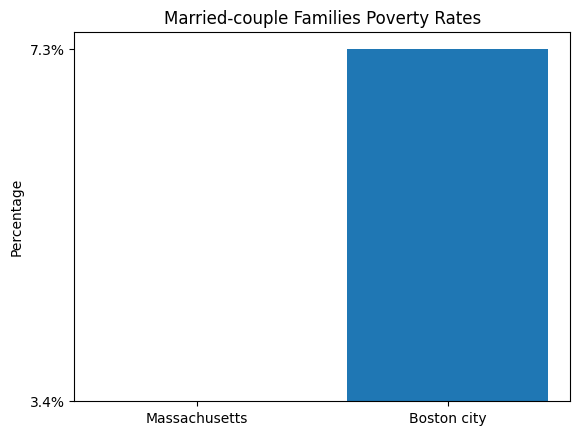 Married-couple Families Poverty Rates
7.3%
Percentage
3.4%
Massachusetts Boston city